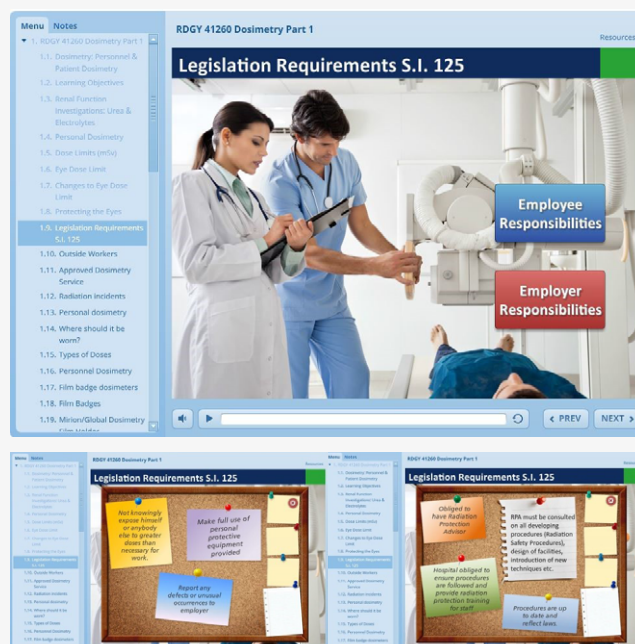 Menu Notes
1. RDGY 41260 Dosimetry Part 1
1.1. Dosimetry: Personnel &
Patient Dosimetry
1.2. Learning Objectives
1.3. Renal Function
Investigations: Urea &
Electrolytes
1.4. Personal Dosimetry
1.5. Dose Limits (mSv)
1.6. Eye Dose Limit
1.7. Changes to Eye Dose
Limit
1.8. Protecting the Eyes
1.9. Legislation Requirements
S.I. 125
1.10. Outside Workers
1.11. Approved Dosimetry
Service
1.12. Radiation Incidents
1.13. Personal dosimetry
1.14. Where should it be
worn?
1.15. Types of Doses
1.16. Personnel Dosimetry
1.17. Film badge dosimeters
1.18. Film Badges
1.19. Mirion/Global Dosimetry
Film Holder
RDGY 41260 Dosimetry Part 1
Resources
Legislation Requirements S.I. 125
Employee
Responsibilities
Employer
Responsibilities
PREV
NEXT
Menu Notes
RDGY 41260 Dosimetry Part 1
Legislation Requirements S.I. 125
Not knowingly
expose himself
or anybody
else to greater
doses than
necessary for
work.
Make full use of
personal
protective
equipment
provided
Report any
defects or unusual
occurrences to
employer
Menu Notes
RDGY 41260 Dosimetry Part 1
Legislation Requirements S.I. 125
Obliged to
have Radiation
Protection
Advisor
RPA must be consulted
on all developing
procedures (Radiation
Safety Procedures),
design of facilities,
introduction of new
techniques etc.
Hospital obliged to
ensure procedures
are followed and
provide radiation
protection training
for staff
Procedures are up
to date and
reflect laws.